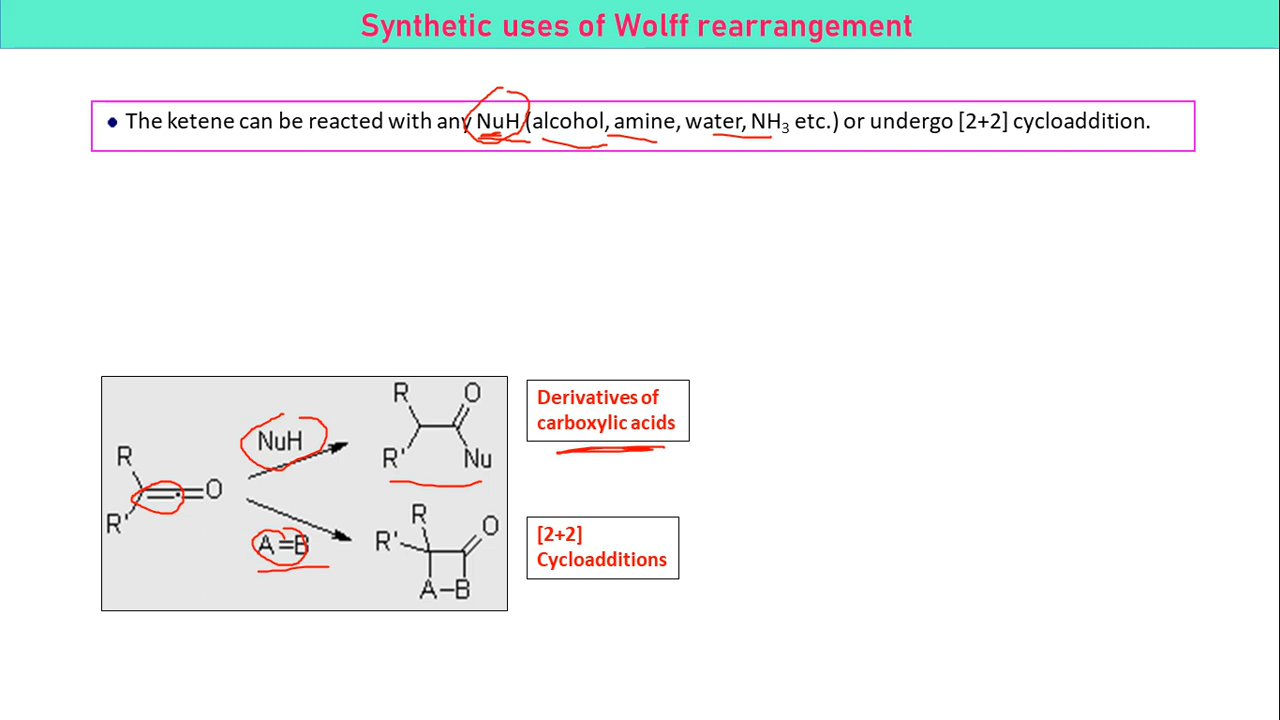 Synthetic uses of Wolff rearrangement
• The ketene can be reacted with any NuH (alcohol, amine, water, NH₃ etc.) or undergo [2+2] cycloaddition.
R
R'
O
NuH
A=B
R
O
R'
Nu
R
R'
O
A-B
Derivatives of
carboxylic acids
[2+2]
Cycloadditions